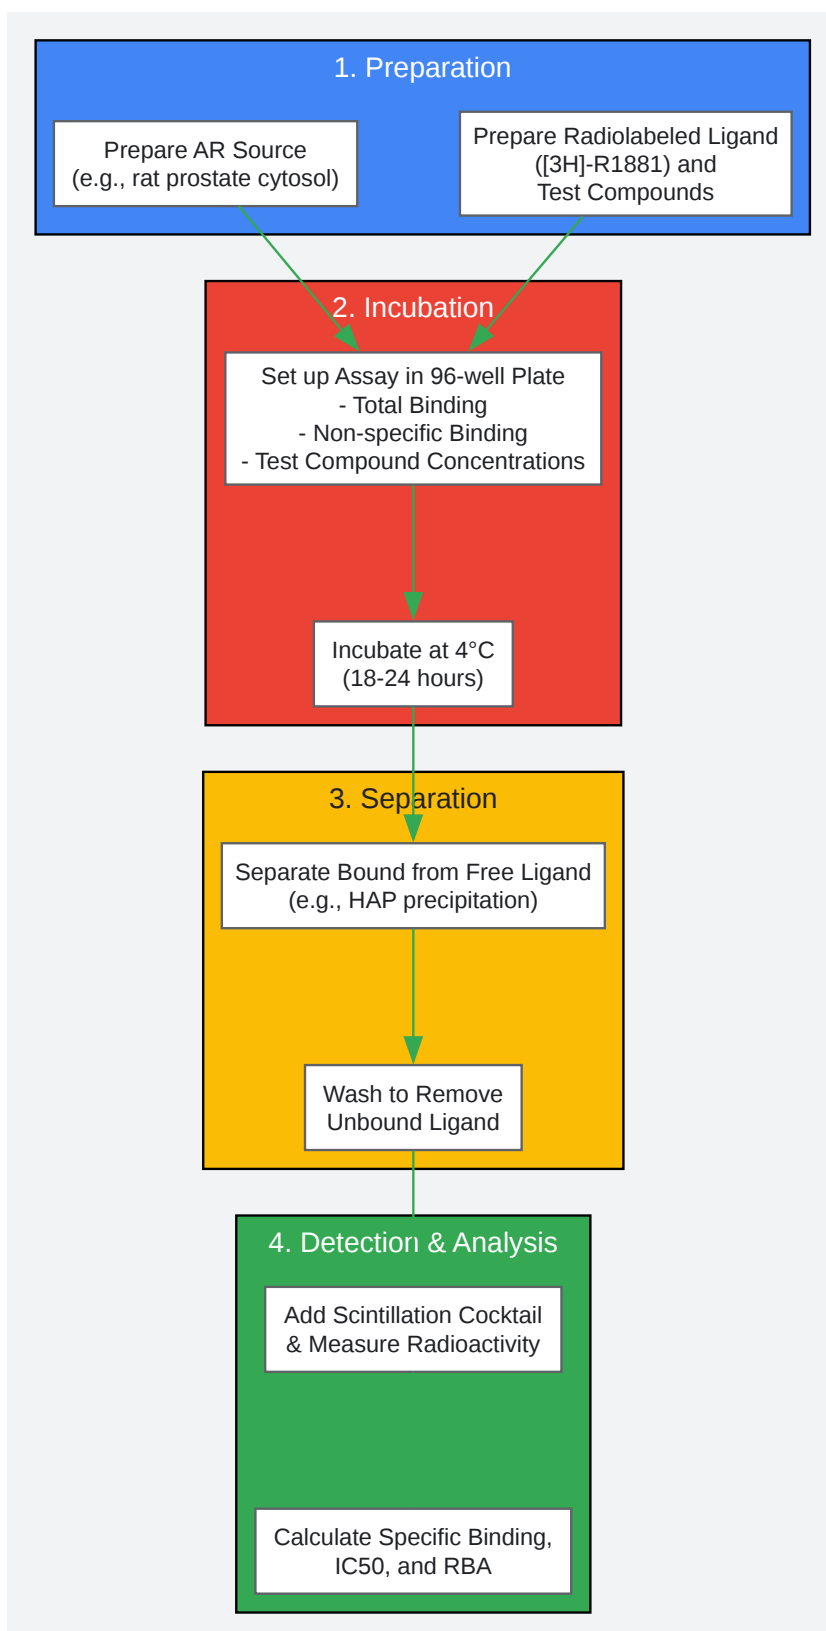 1. Preparation
Prepare AR Source
(e.g., rat prostate cytosol)
Prepare Radiolabeled Ligand
([3H]-R1881) and
Test Compounds
2. Incubation
Set up Assay in 96-well Plate
- Total Binding
- Non-specific Binding
- Test Compound Concentrations
Incubate at 4°C
(18-24 hours)
3. Separation
Separate Bound from Free Ligand
(e.g., HAP precipitation)
Wash to Remove
Unbound Ligand
4. Detection & Analysis
Add Scintillation Cocktail
& Measure Radioactivity
Calculate Specific Binding,
IC50, and RBA